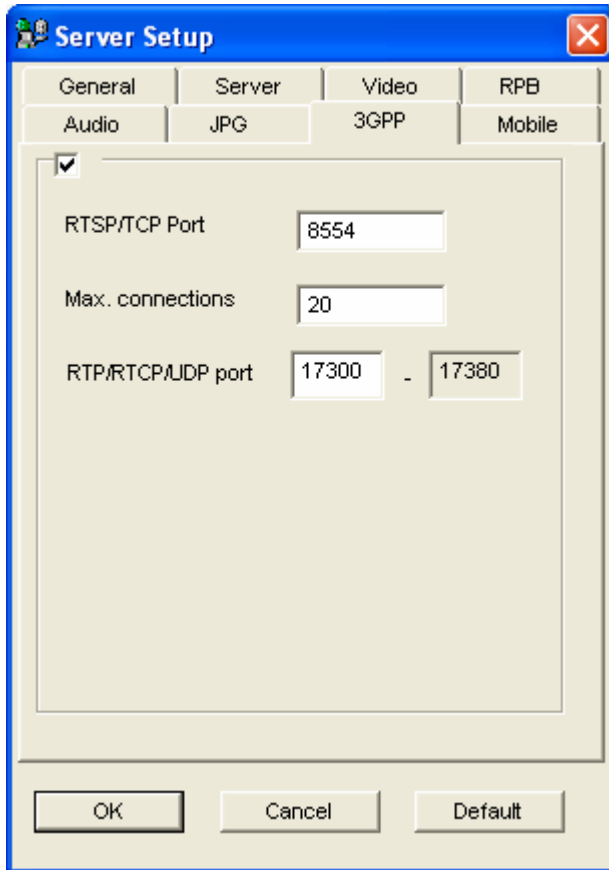 Server Setup
General Server Video RPB
Audio JPG 3GPP Mobile
RTSP/TCP Port 8554
Max. connections 20
RTP/RTCP/UDP port 17300 - 17380
OK Cancel Default